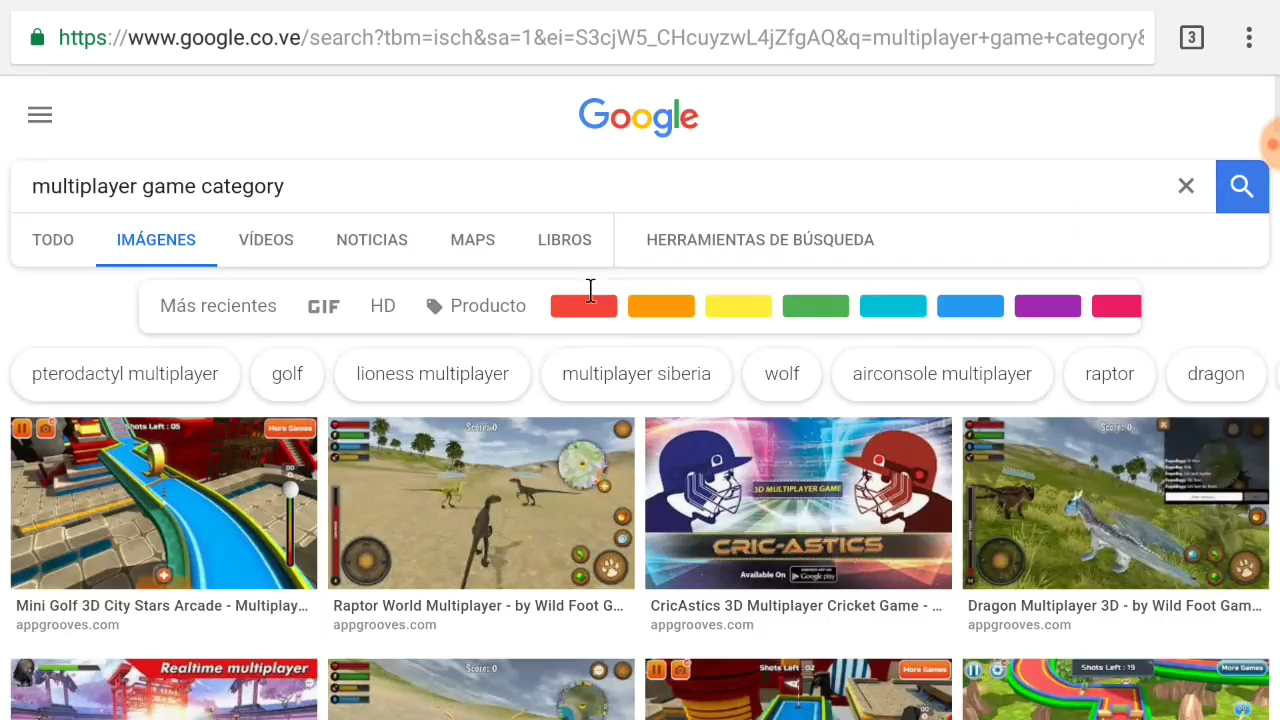 https://www.google.co.ve/search?tbm=isch&sa=1&ei=S3cjW5_CHcuyzwL4jZfgAQ&q=multiplayer+game+category&
3
Google
multiplayer game category
TODO
IMÁGENES
VÍDEOS
NOTICIAS
MAPS
LIBROS
HERRAMIENTAS DE BÚSQUEDA
Más recientes
GIF
HD
Producto
pterodactyl multiplayer
golf
lioness multiplayer
multiplayer siberia
wolf
airconsole multiplayer
raptor
dragon
Shots Left : 05
More Games
Score: 0
3D MULTIPLAYER GAME
CRIC-ASTICS
Available On Google play
Score: 0
Mini Golf 3D City Stars Arcade - Multiplay...
Raptor World Multiplayer - by Wild Foot G...
CricAstics 3D Multiplayer Cricket Game - ...
Dragon Multiplayer 3D - by Wild Foot Gam...
appgrooves.com
appgrooves.com
appgrooves.com
appgrooves.com
Realtime multiplayer
Score: 0
Shots Left : 02
More Games
Shots Left : 19
More Games